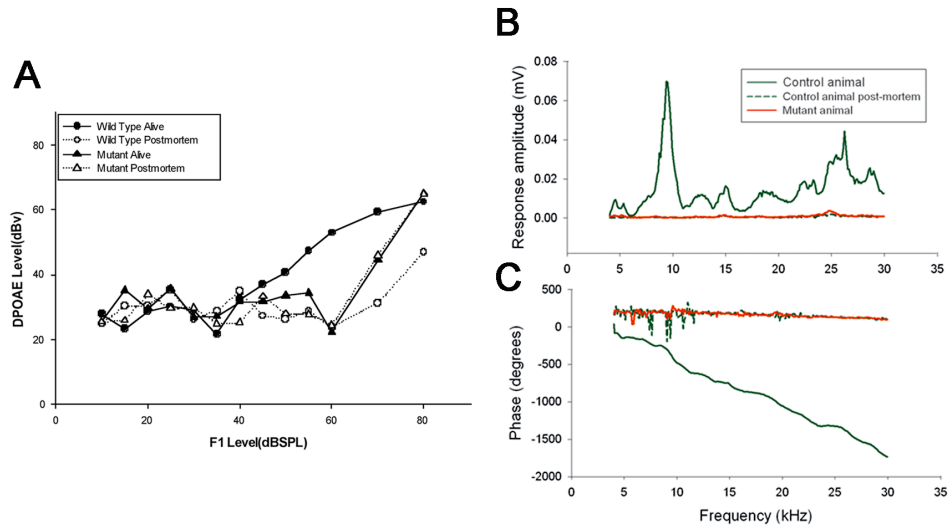 A
Wild Type Alive
Wild Type Postmortem
Mutant Alive
Mutant Postmortem
DPOAE Level(dBv)
80
60
40
20
0
0 20 40 60 80
F1 Level(dBSPL)
B
Control animal
Control animal post-mortem
Mutant animal
Response amplitude (mV)
0.08
0.06
0.04
0.02
0.00
0 5 10 15 20 25 30 35
C
Phase (degrees)
500
0
-500
-1000
-1500
-2000
0 5 10 15 20 25 30 35
Frequency (kHz)